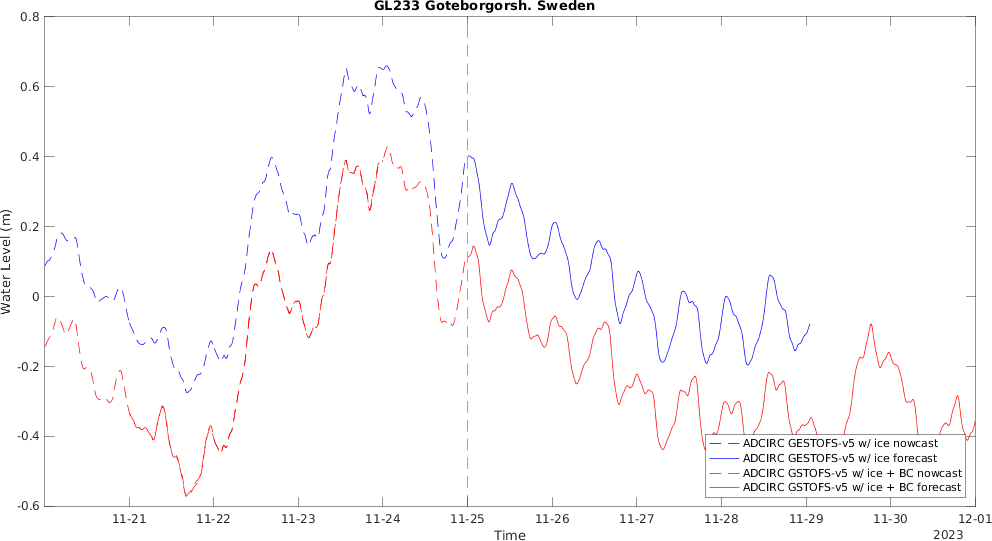 GL233 Goteborgorsh. Sweden
Water Level (m)
0.8
0.6
0.4
0.2
0
-0.2
-0.4
-0.6
ADCIRC GESTOFS-v5 w/ ice nowcast
ADCIRC GESTOFS-v5 w/ ice forecast
ADCIRC GSTOFS-v5 w/ ice + BC nowcast
ADCIRC GSTOFS-v5 w/ ice + BC forecast
11-21 11-22 11-23 11-24 11-25 11-26 11-27 11-28 11-29 11-30 12-01
Time
2023